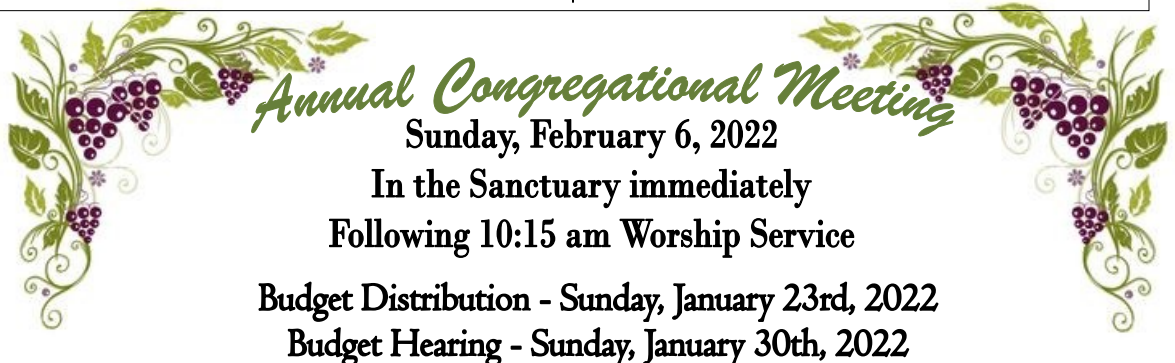 Annual Congregational Meeting
Sunday, February 6, 2022
In the Sanctuary immediately
Following 10:15 am Worship Service
Budget Distribution - Sunday, January 23rd, 2022
Budget Hearing - Sunday, January 30th, 2022